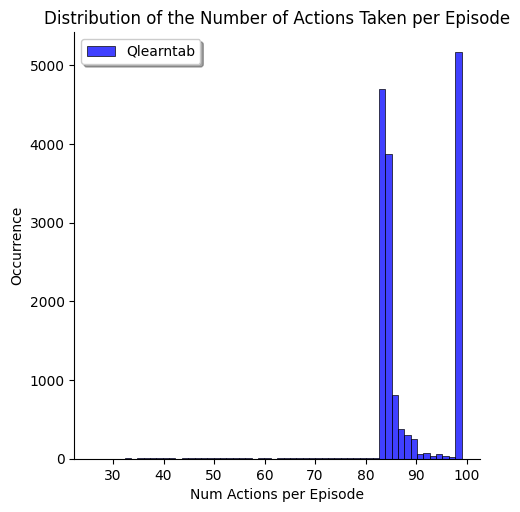 Distribution of the Number of Actions Taken per Episode
Qlearntab
Occurrence
5000
4000
3000
2000
1000
0
30 40 50 60 70 80 90 100
Num Actions per Episode